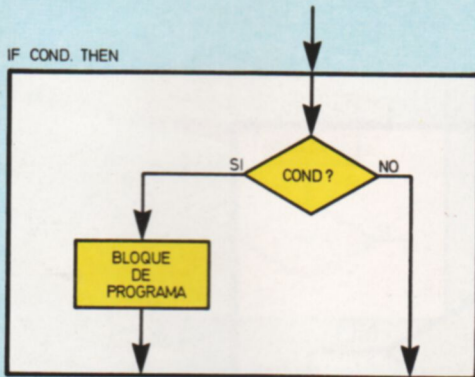 IF COND. THEN
SI
COND?
NO
BLOQUE
DE
PROGRAMA